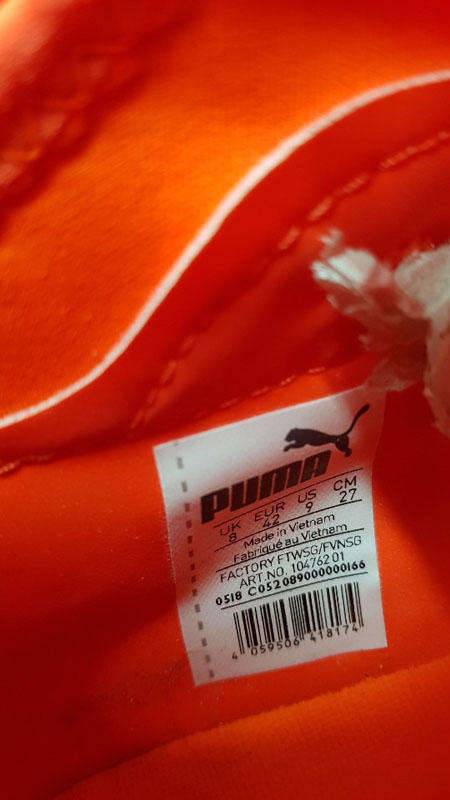 PUMA
UK EUR US CM
8 42 9 27
Made in Vietnam
Fabriqué au Vietnam
FACTORY FTWSG/FVNSG
ART.NO. 104762 01
0518 C052089000000166
4 059506 418174